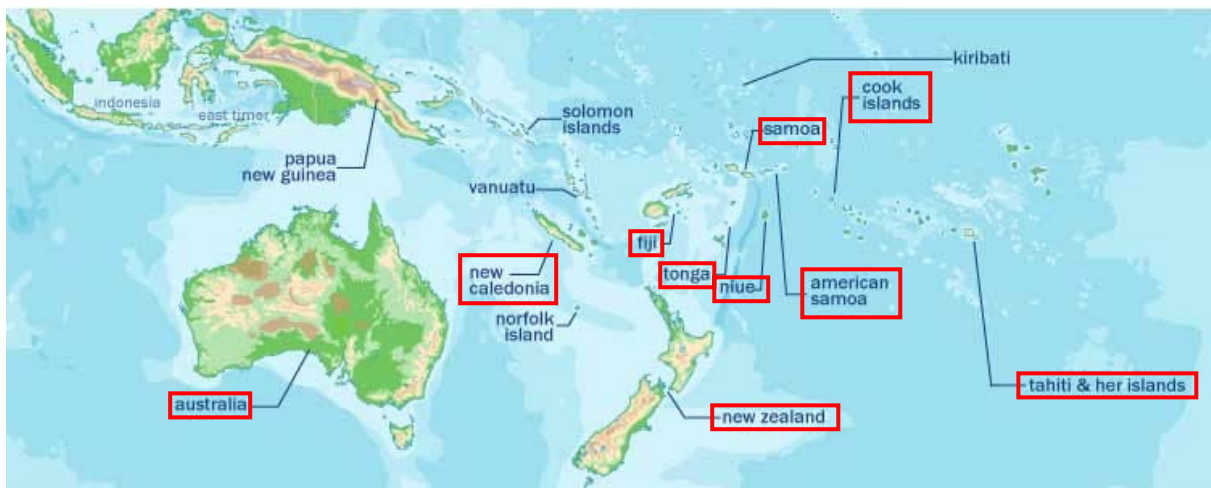 kiribati
cook
islands
indonesia
east timor
solomon
islands
samoa
papua
new guinea
vanuatu
fiji
new
caledonia
tonga
niue
american
samoa
norfolk
island
tahiti & her islands
australia
new zealand